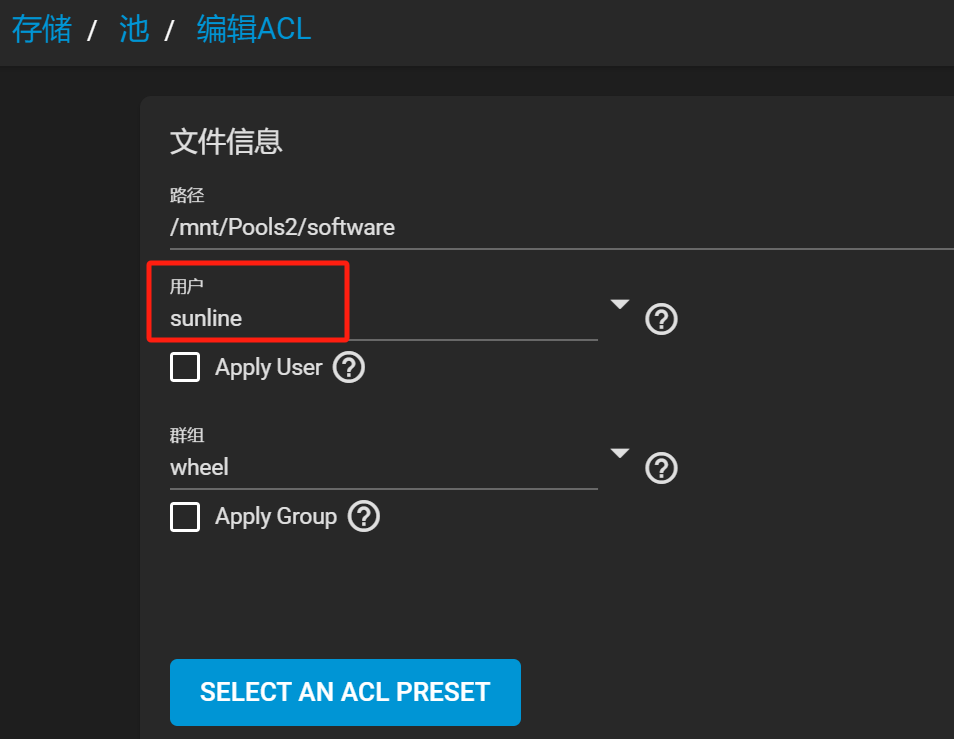 存储 / 池 / 编辑ACL
文件信息
路径
/mnt/Pools2/software
用户
sunline
Apply User
群组
wheel
Apply Group
SELECT AN ACL PRESET